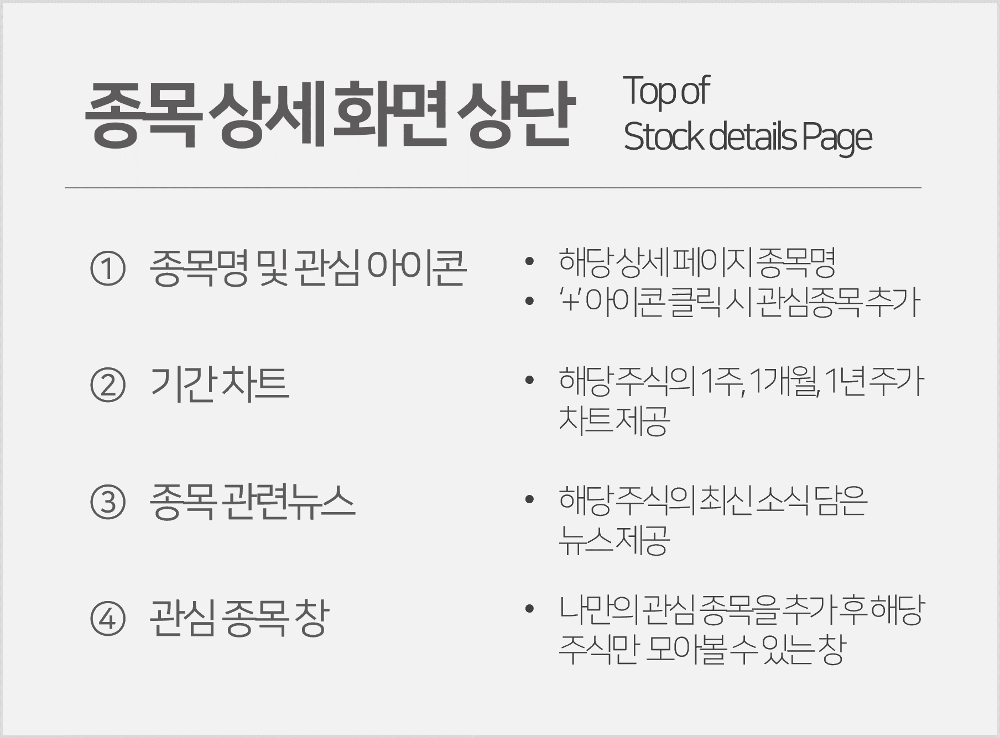 종목 상세 화면 상단
Top of
Stock details Page
① 종목명 및 관심 아이콘
• 해당 상세 페이지 종목명
• ‘+’ 아이콘 클릭 시 관심종목 추가
② 기간 차트
• 해당 주식의 1주, 1개월, 1년 주가
차트 제공
③ 종목 관련뉴스
• 해당 주식의 최신 소식 담은
뉴스 제공
④ 관심 종목 창
• 나만의 관심 종목을 추가 후 해당
주식만 모아볼 수 있는 창